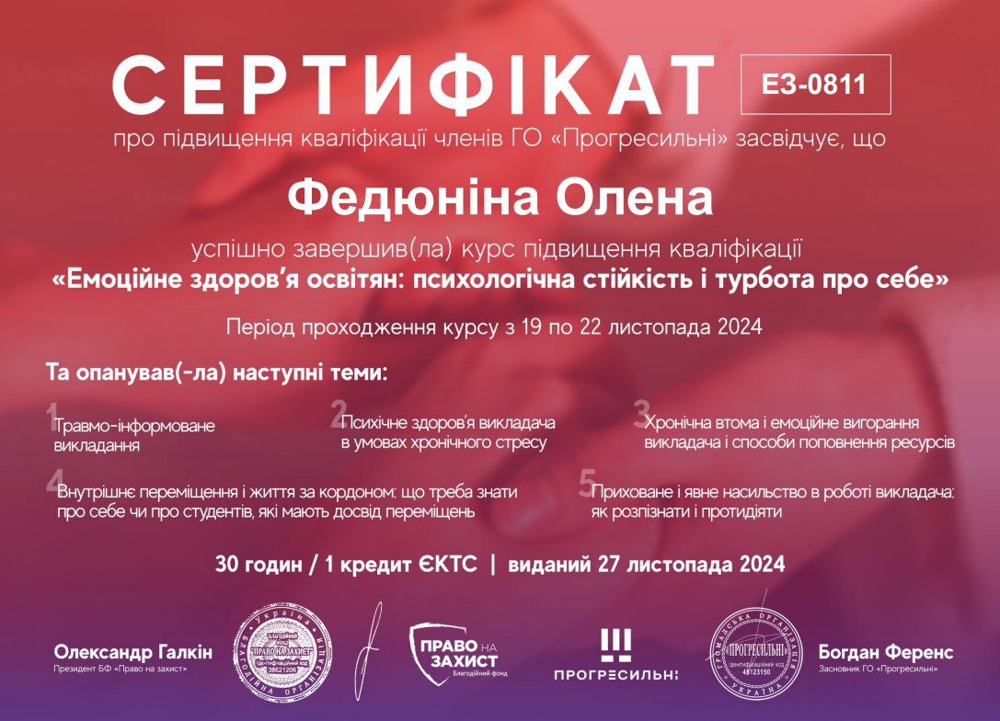 СЕРТИФІКАТ
ЕЗ-0811
про підвищення кваліфікації членів ГО «Прогресильні» засвідчує, що
Федюніна Олена
успішно завершив(ла) курс підвищення кваліфікації
«Емоційне здоров’я освітян: психологічна стійкість і турбота про себе»
Період проходження курсу з 19 по 22 листопада 2024
Та опанував(-ла) наступні теми:
1
Травмо-інформоване
викладання
2
Психічне здоров’я викладача
в умовах хронічного стресу
3
Хронічна втома і емоційне вигорання
викладача і способи поповнення ресурсів
4
Внутрішнє переміщення і життя за кордоном: що треба знати
про себе чи про студентів, які мають досвід переміщень
5
Приховане і явне насильство в роботі викладача:
як розпізнати і протидіяти
30 годин / 1 кредит ЄКТС | виданий 27 листопада 2024
Олександр Галкін
Президент БФ «Право на захист»
Україна
БЛАГОДІЙНА ОРГАНІЗАЦІЯ
БЛАГОДІЙНИЙ
ФОНД
ПРАВО НА ЗАХИСТ
Ідентифікаційний код
38621206
ПРАВО НА
ЗАХИСТ
Благодійний фонд
ПРОГРЕСИЛЬНІ
ГРОМАДСЬКА ОРГАНІЗАЦІЯ
«ПРОГРЕСИЛЬНІ»
Ідентифікаційний код
45123150
УКРАЇНА
Богдан Ференс
Засновник ГО «Прогресильні»